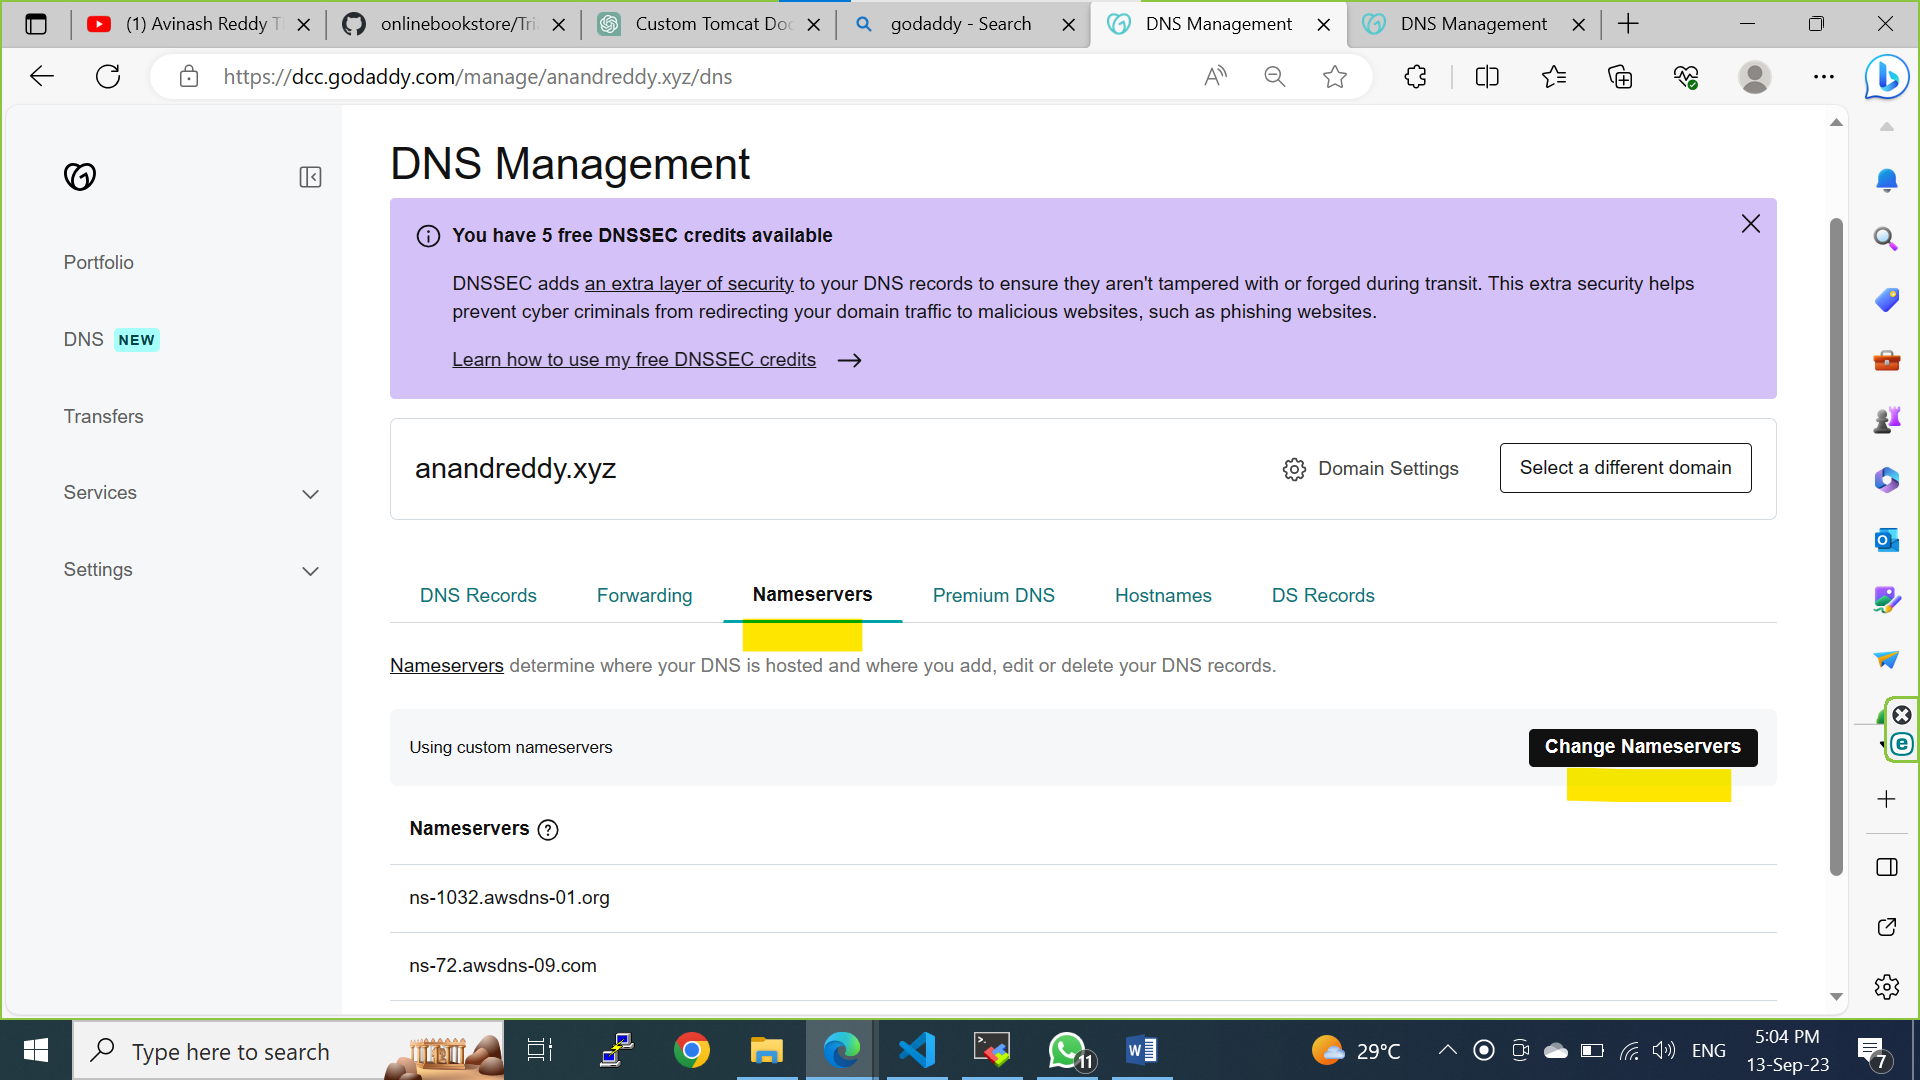 (1) Avinash Reddy T
onlinebookstore/Tri
Custom Tomcat Doc
godaddy - Search
DNS Management
DNS Management
https://dcc.godaddy.com/manage/anandreddy.xyz/dns
DNS Management
You have 5 free DNSSEC credits available
DNSSEC adds an extra layer of security to your DNS records to ensure they aren't tampered with or forged during transit. This extra security helps
prevent cyber criminals from redirecting your domain traffic to malicious websites, such as phishing websites.
Learn how to use my free DNSSEC credits
Portfolio
DNS NEW
Transfers
Services
Settings
anandreddy.xyz
Domain Settings
Select a different domain
DNS Records
Forwarding
Nameservers
Premium DNS
Hostnames
DS Records
Nameservers determine where your DNS is hosted and where you add, edit or delete your DNS records.
Using custom nameservers
Change Nameservers
Nameservers
ns-1032.awsdns-01.org
ns-72.awsdns-09.com
Type here to search
11
29°C
ENG
5:04 PM
13-Sep-23
7